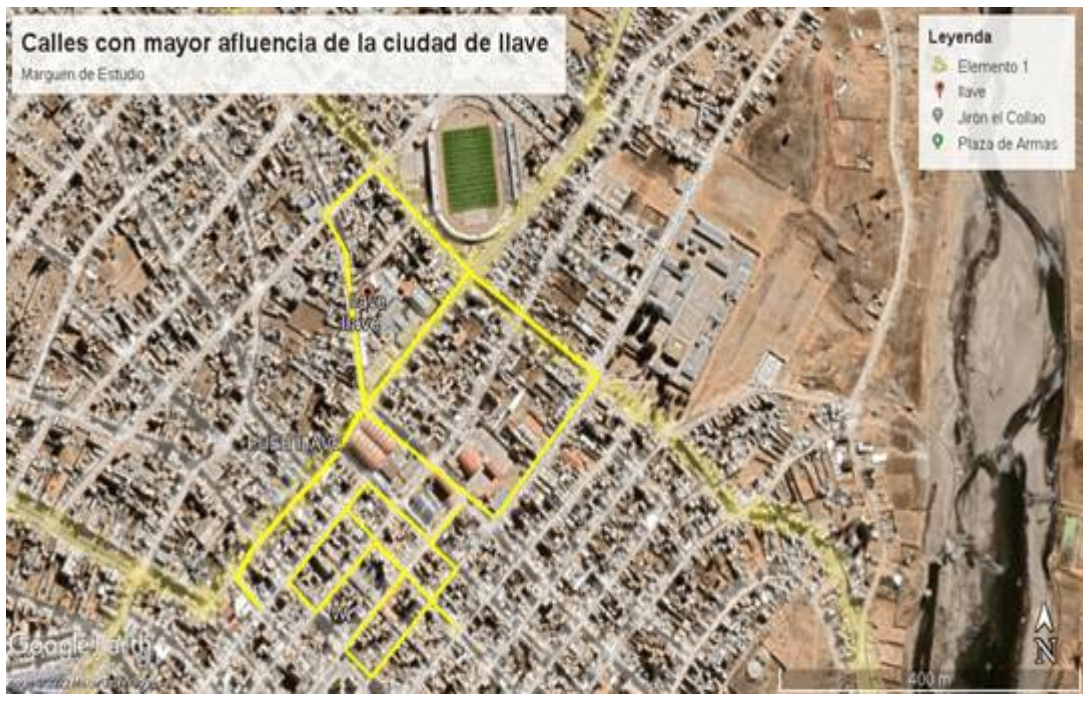 Calles con mayor afluencia de la ciudad de Ilave
Marguen de Estudio
Leyenda
Elemento 1
Ilave
Jirón el Collao
Plaza de Armas
Ilave
Google Earth
400 m
N